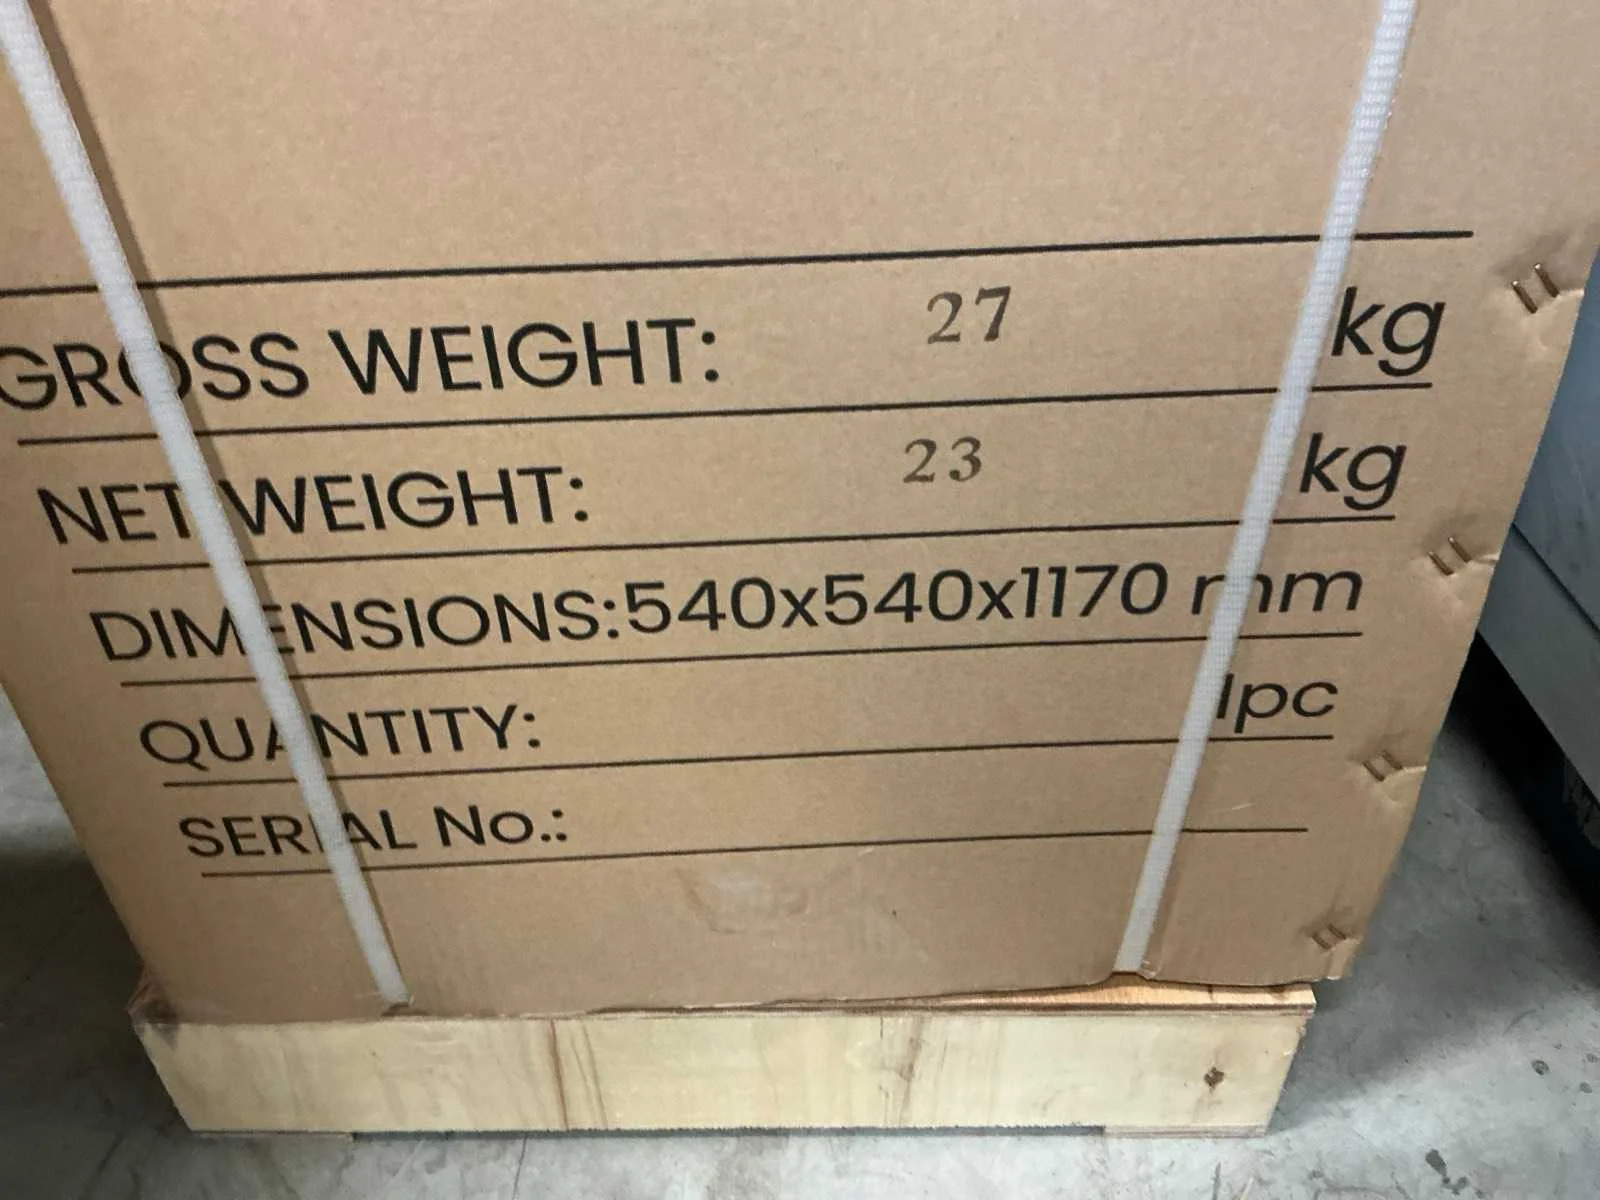 GROSS WEIGHT: 27 kg
NET WEIGHT: 23 kg
DIMENSIONS:540x540x1170 mm
QUANTITY: 1pc
SERIAL No.: